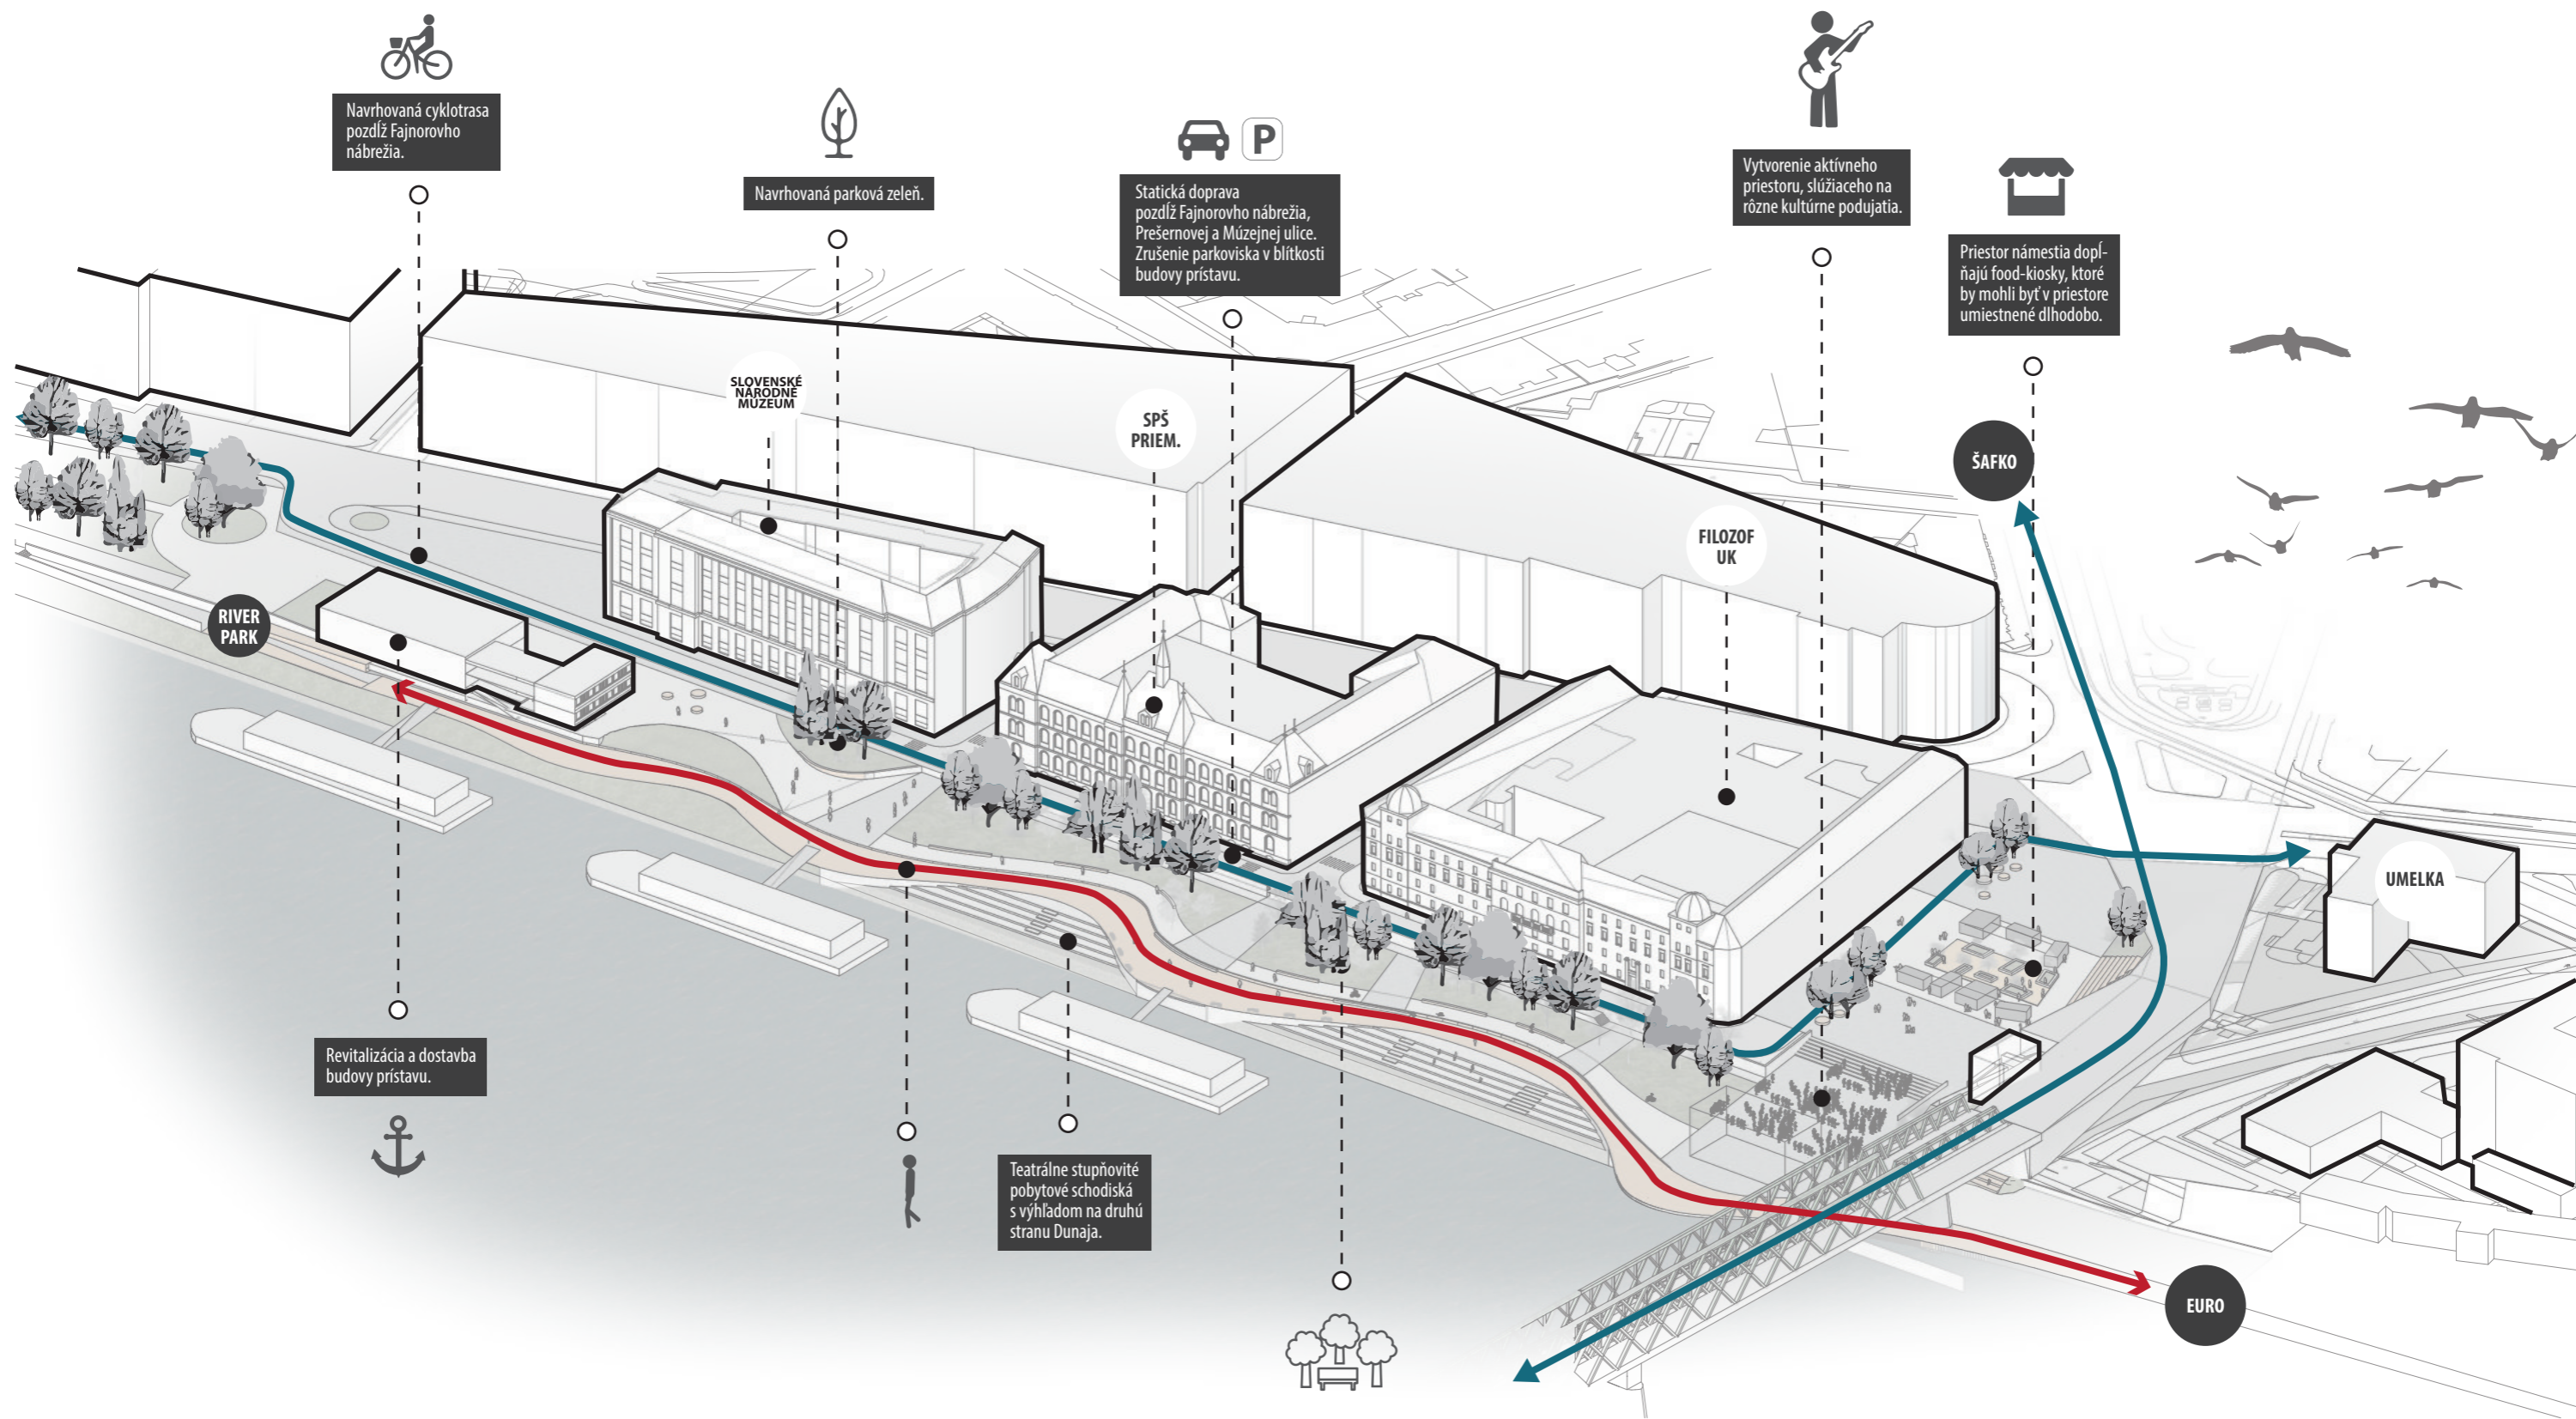 Navrhovaná cyklotrasa
pozdĺž Fajnorovho
nábrežia.
Navrhovaná parková zeleň.
P
Statická doprava
pozdĺž Fajnorovho nábrežia,
Prešernovej a Múzejnej ulice.
Zrušenie parkoviska v blítkosti
budovy prístavu.
Vytvorenie aktívneho
priestoru, slúžiaceho na
rôzne kultúrne podujatia.
Priestor námestia dopĺ-
ňajú food-kiosky, ktoré
by mohli byť v priestore
umiestnené dlhodobo.
SLOVENSKÉ
NÁRODNÉ
MÚZEUM
SPŠ
PRIEM.
FILOZOF
UK
ŠAFKO
RIVER
PARK
UMELKA
Revitalizácia a dostavba
budovy prístavu.
Teatrálne stupňovité
pobytové schodiská
s výhľadom na druhú
stranu Dunaja.
EURO